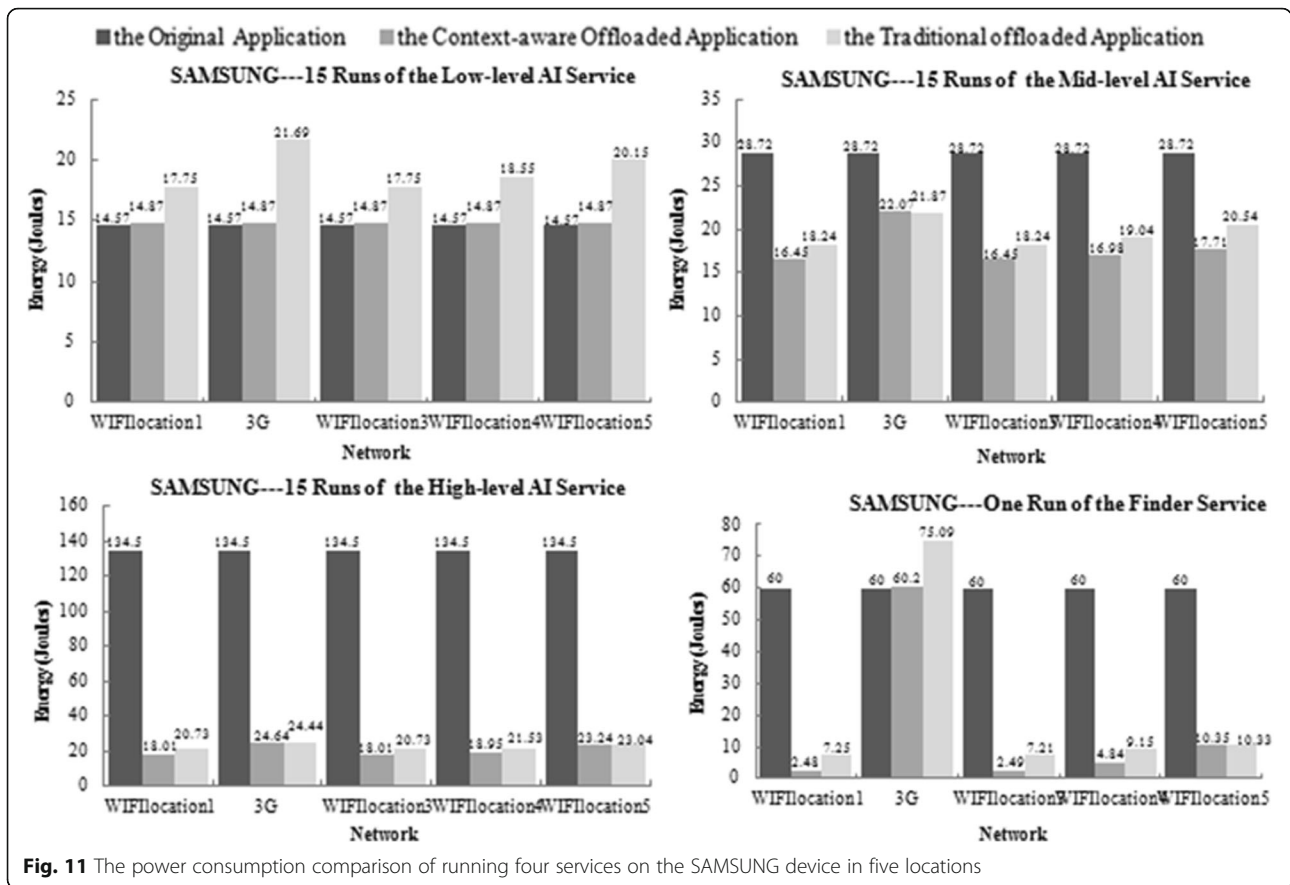 the Original Application the Context-aware Offloaded Application the Traditional offloaded Application
SAMSUNG---15 Runs of the Low-level AI Service
Energy (Joules)
25
20
15
10
5
0
14.57 14.87 17.75
14.57 14.87 21.69
14.57 14.87 17.75
14.57 14.87 18.55
14.57 14.87 20.15
WIFIlocation1 3G WIFIlocation3 WIFIlocation4 WIFIlocation5
Network
SAMSUNG---15 Runs of the Mid-level AI Service
Energy (Joules)
35
30
25
20
15
10
5
0
28.72 16.45 18.24
28.72 22.07 21.87
28.72 16.45 18.24
28.72 16.98 19.04
28.72 17.71 20.54
WIFIlocation1 3G WIFIlocation3 WIFIlocation4 WIFIlocation5
Network
SAMSUNG---15 Runs of the High-level AI Service
Energy (Joules)
160
140
120
100
80
60
40
20
0
134.5 18.01 20.73
134.5 24.64 24.44
134.5 18.01 20.73
134.5 18.95 21.53
134.5 23.24 23.04
WIFIlocation1 3G WIFIlocation3 WIFIlocation4 WIFIlocation5
Network
SAMSUNG---One Run of the Finder Service
Energy (Joules)
80
70
60
50
40
30
20
10
0
60 2.48 7.25
60 60.2 75.09
60 2.49 7.21
60 4.84 9.15
60 10.35 10.33
WIFIlocation1 3G WIFIlocation WIFIlocation WIFIlocation5
Network
Fig. 11 The power consumption comparison of running four services on the SAMSUNG device in five locations